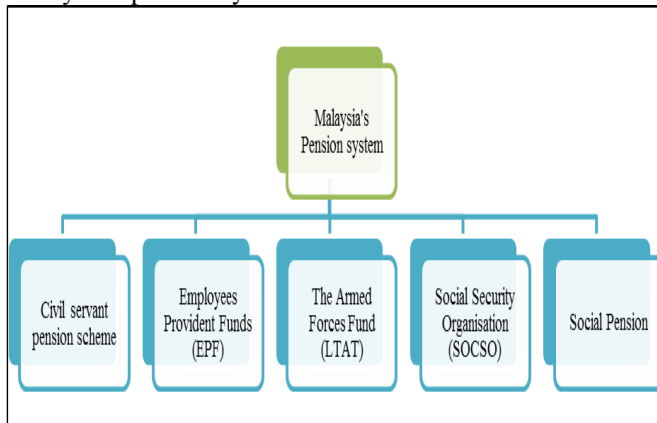 Malaysia's
Pension system
Civil servant
pension scheme
Employees
Provident Funds
(EPF)
The Armed
Forces Fund
(LTAT)
Social Security
Organisation
(SOCSO)
Social Pension